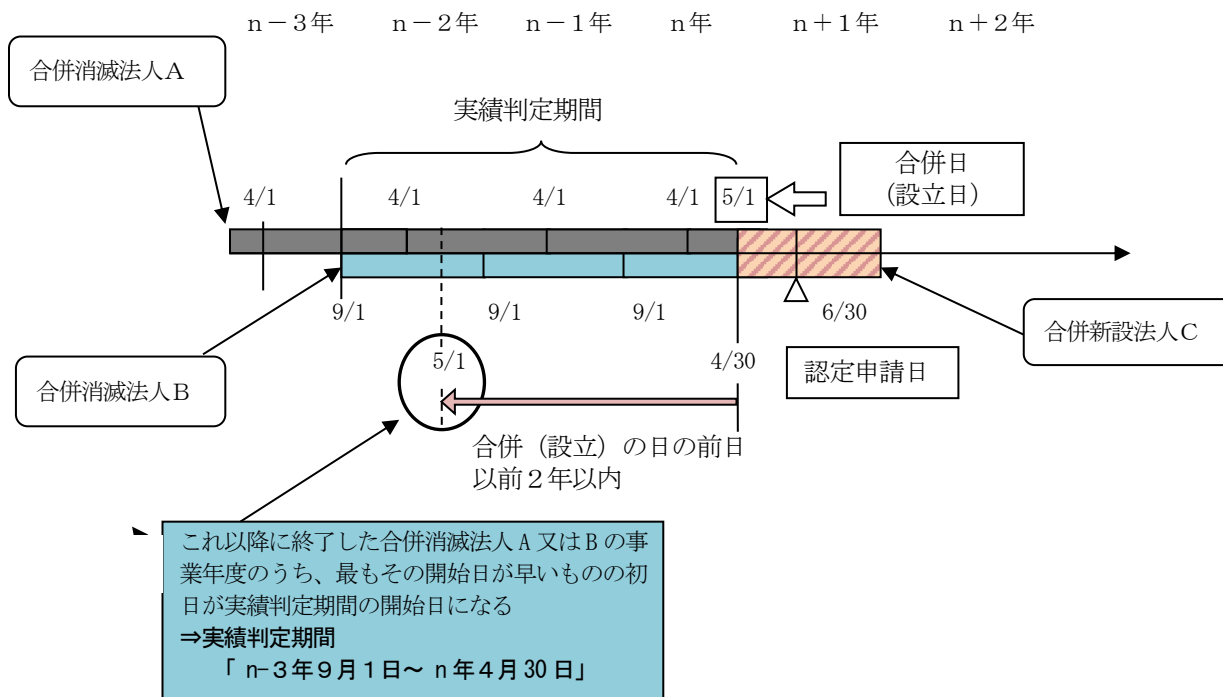 ｎ－３年　ｎ－２年　ｎ－１年　ｎ年　ｎ＋１年　ｎ＋２年
合併消滅法人Ａ
実績判定期間
合併日
（設立日）
4/1　4/1　4/1　4/1　5/1
9/1　9/1　9/1　6/30
合併新設法人Ｃ
合併消滅法人Ｂ
5/1　4/30
認定申請日
合併（設立）の日の前日
以前２年以内
これ以降に終了した合併消滅法人 A 又は B の事
業年度のうち、最もその開始日が早いものの初
日が実績判定期間の開始日になる
⇒実績判定期間
「 n-３年９月１日～ n 年４月 30 日」